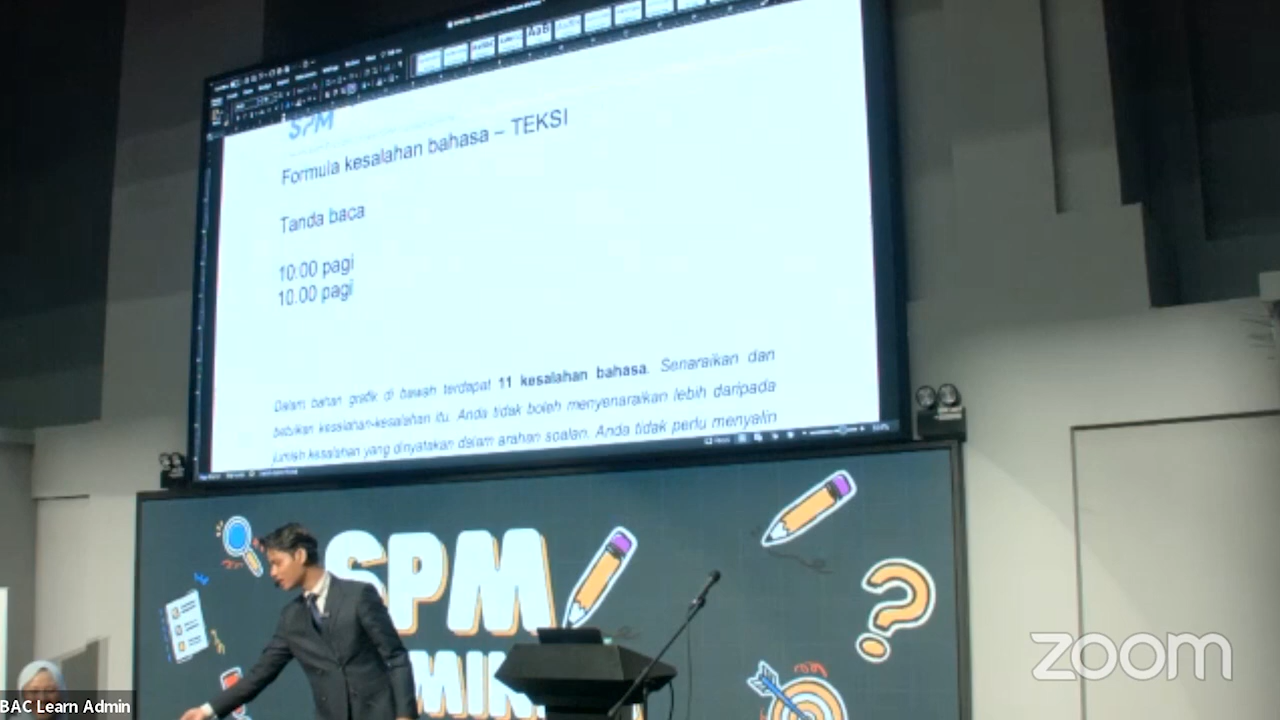 SPM
Formula kesalahan bahasa – TEKSI
Tanda baca
10:00 pagi
10.00 pagi
Dalam bahan grafik di bawah terdapat 11 kesalahan bahasa. Senaraikan dan
betulkan kesalahan-kesalahan itu. Anda tidak boleh menyenaraikan lebih daripada
jumlah kesalahan yang dinyatakan dalam arahan soalan. Anda tidak perlu menyalin
SPM
zoom
BAC Learn Admin